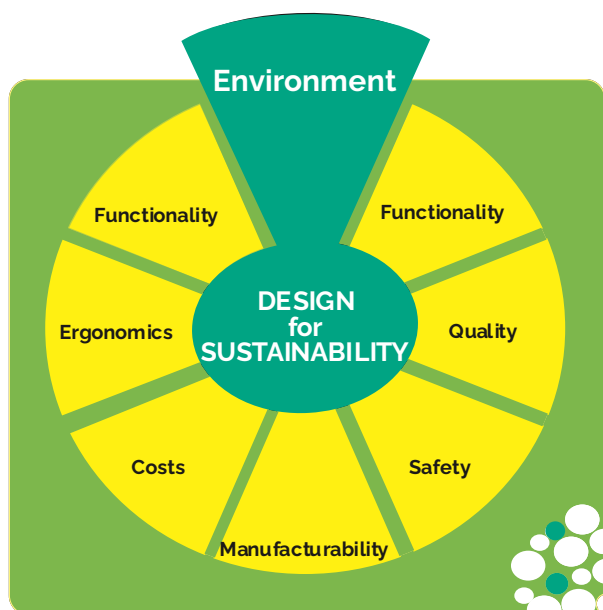 Environment
Functionality
Functionality
Ergonomics
DESIGN
for
SUSTAINABILITY
Quality
Costs
Safety
Manufacturability